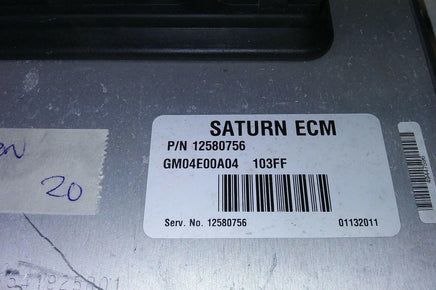 SATURN ECM
P/N 12580756
GM04E00A04 103FF
Serv. No. 12580756 01132011
20